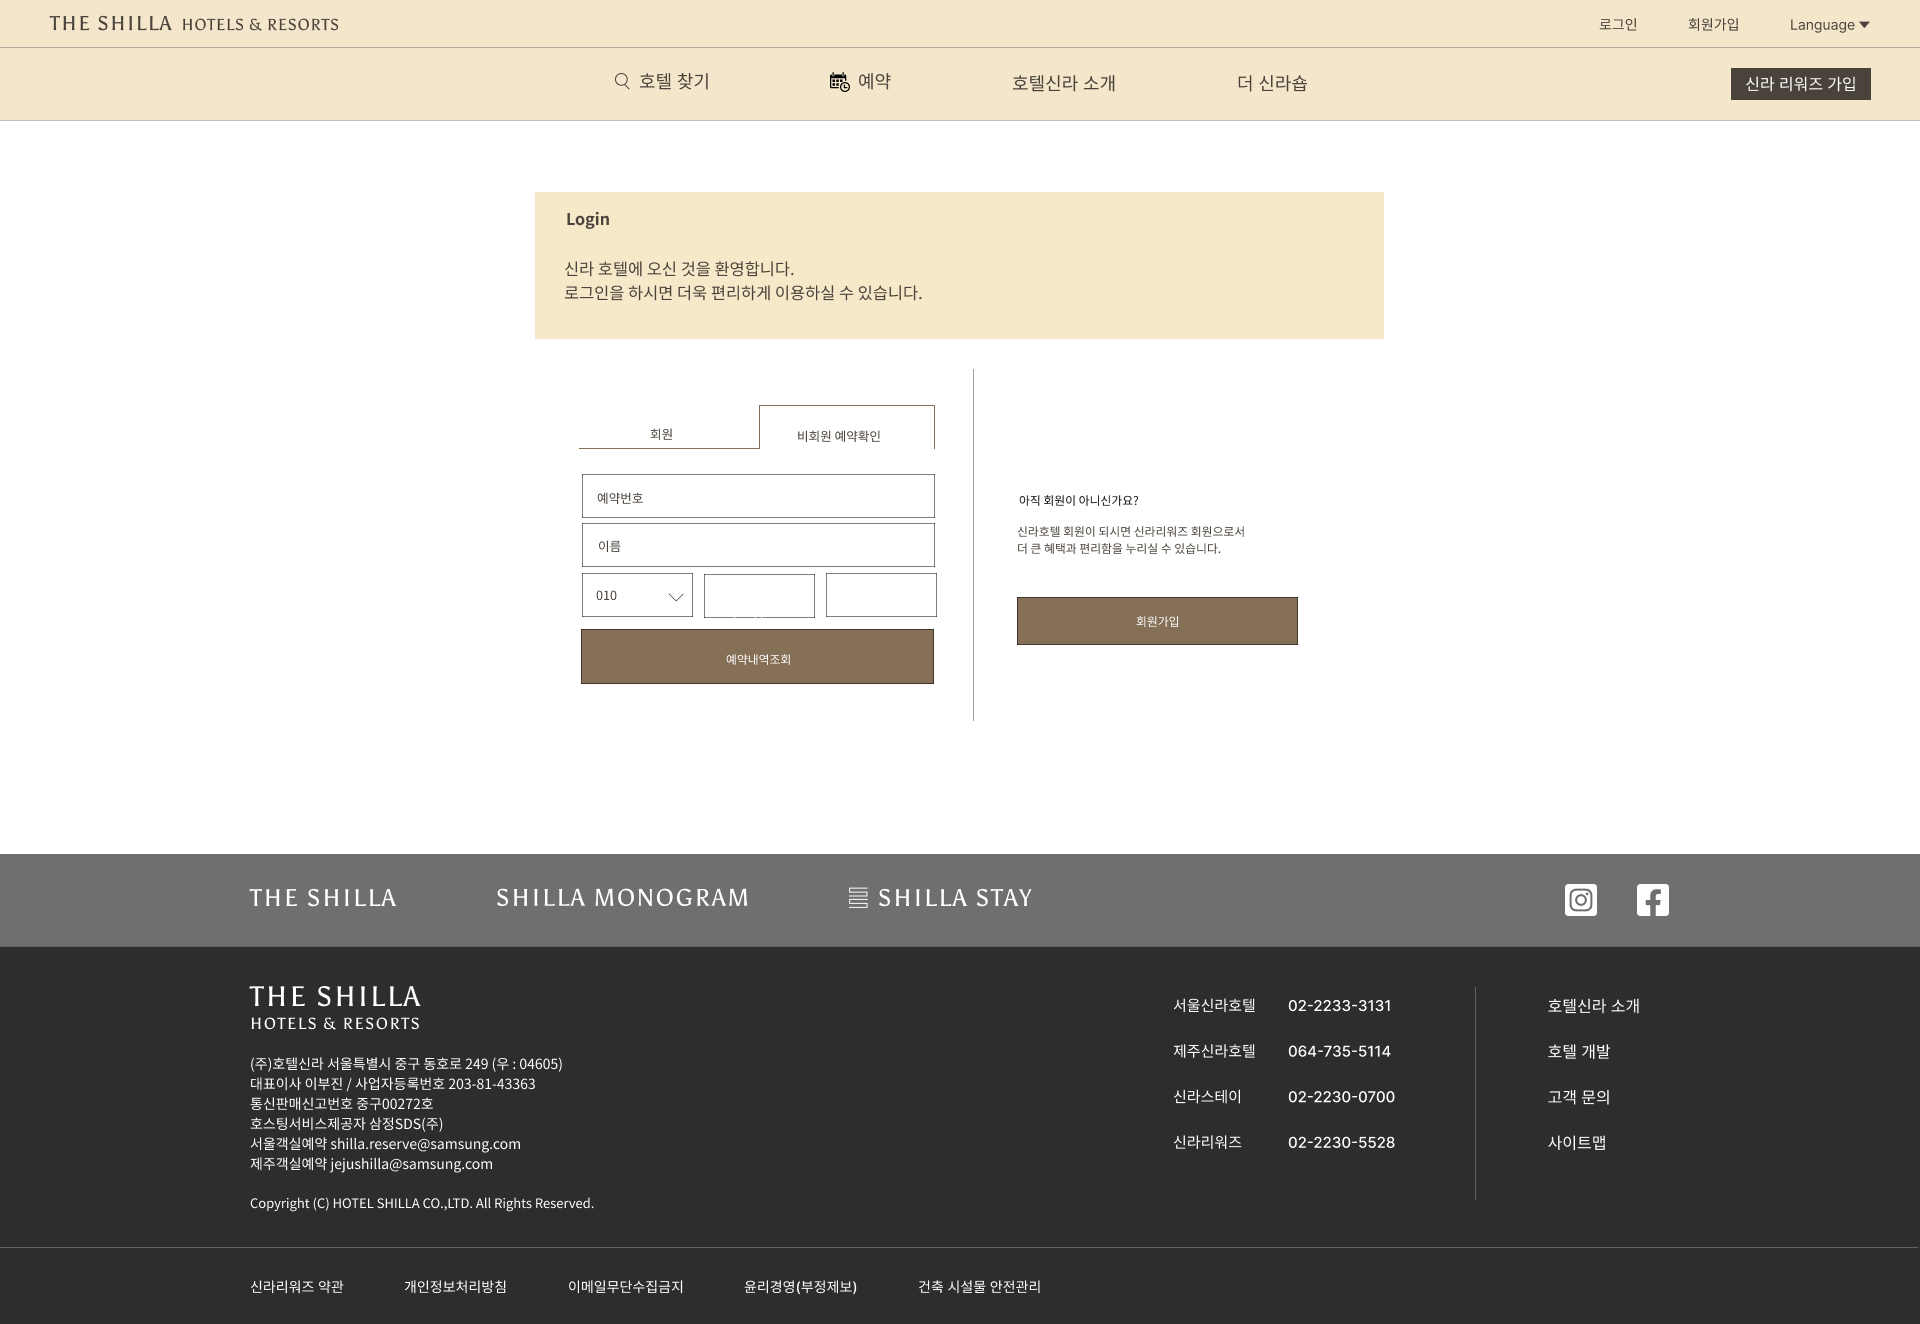 THE SHILLA HOTELS & RESORTS
로그인
회원가입
Language
호텔 찾기
예약
호텔신라 소개
더 신라숍
신라 리워즈 가입
Login
신라 호텔에 오신 것을 환영합니다.
로그인을 하시면 더욱 편리하게 이용하실 수 있습니다.
회원
비회원 예약확인
예약번호
이름
010
예약내역조회
아직 회원이 아니신가요?
신라호텔 회원이 되시면 신라리워즈 회원으로서
더 큰 혜택과 편리함을 누리실 수 있습니다.
회원가입
THE SHILLA
SHILLA MONOGRAM
SHILLA STAY
THE SHILLA
HOTELS & RESORTS
(주)호텔신라 서울특별시 중구 동호로 249 (우 : 04605)
대표이사 이부진 / 사업자등록번호 203-81-43363
통신판매신고번호 중구00272호
호스팅서비스제공자 삼정SDS(주)
서울객실예약 shilla.reserve@samsung.com
제주객실예약 jejushilla@samsung.com
Copyright (C) HOTEL SHILLA CO.,LTD. All Rights Reserved.
서울신라호텔 02-2233-3131
제주신라호텔 064-735-5114
신라스테이 02-2230-0700
신라리워즈 02-2230-5528
호텔신라 소개
호텔 개발
고객 문의
사이트맵
신라리워즈 약관
개인정보처리방침
이메일무단수집금지
윤리경영(부정제보)
건축 시설물 안전관리